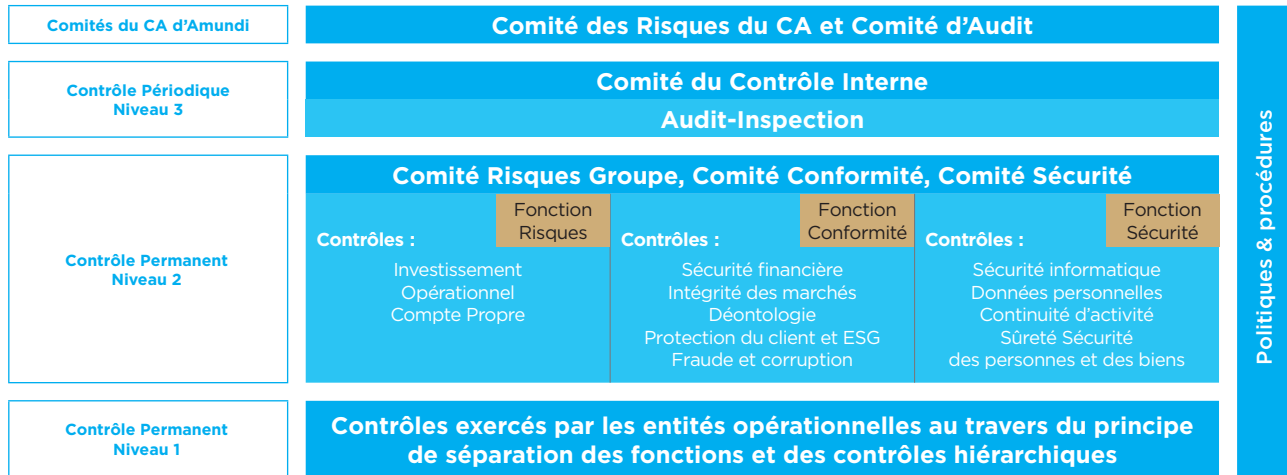 Comités du CA d'Amundi
Comité des Risques du CA et Comité d'Audit
Contrôle Périodique
Niveau 3
Comité du Contrôle Interne
Audit-Inspection
Contrôle Permanent
Niveau 2
Comité Risques Groupe, Comité Conformité, Comité Sécurité
Fonction
Risques
Contrôles :
Investissement
Opérationnel
Compte Propre
Fonction
Conformité
Contrôles :
Sécurité financière
Intégrité des marchés
Déontologie
Protection du client et ESG
Fraude et corruption
Fonction
Sécurité
Contrôles :
Sécurité informatique
Données personnelles
Continuité d'activité
Sûreté Sécurité
des personnes et des biens
Contrôle Permanent
Niveau 1
Contrôles exercés par les entités opérationnelles au travers du principe
de séparation des fonctions et des contrôles hiérarchiques
Politiques & procédures